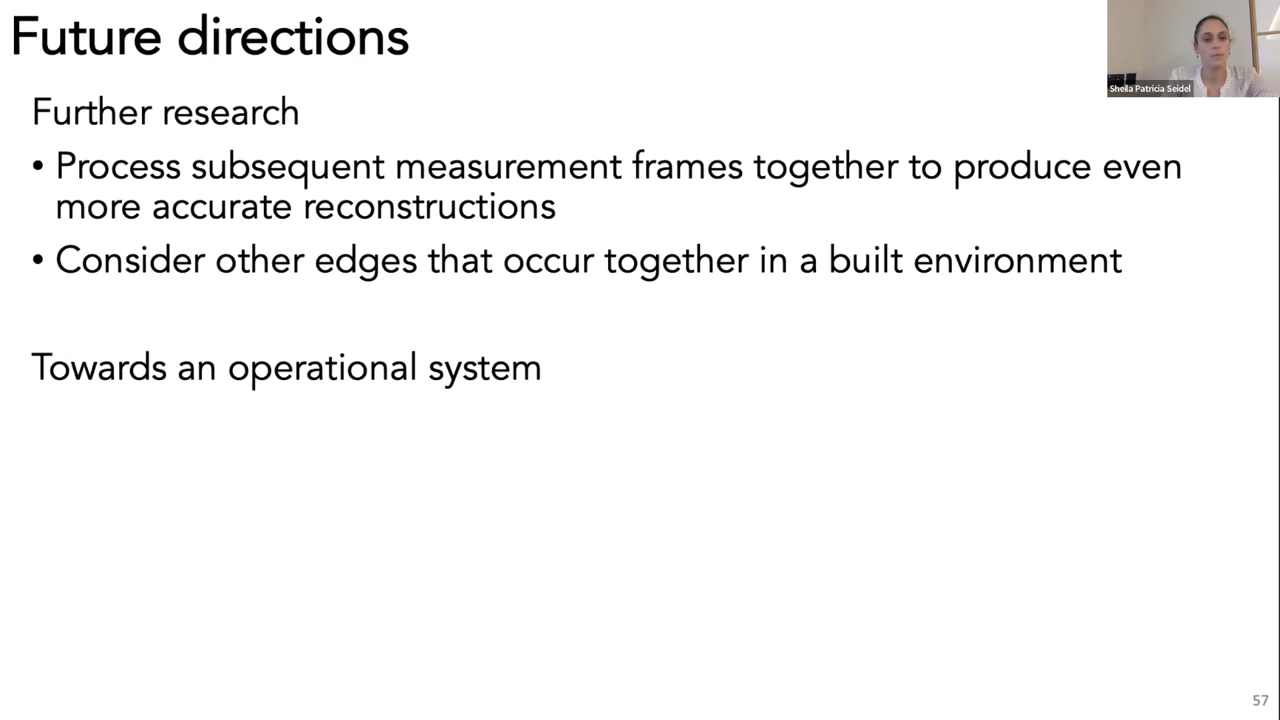 Future directions
Sheila Patricia Seidel
Further research
• Process subsequent measurement frames together to produce even
more accurate reconstructions
• Consider other edges that occur together in a built environment
Towards an operational system
57